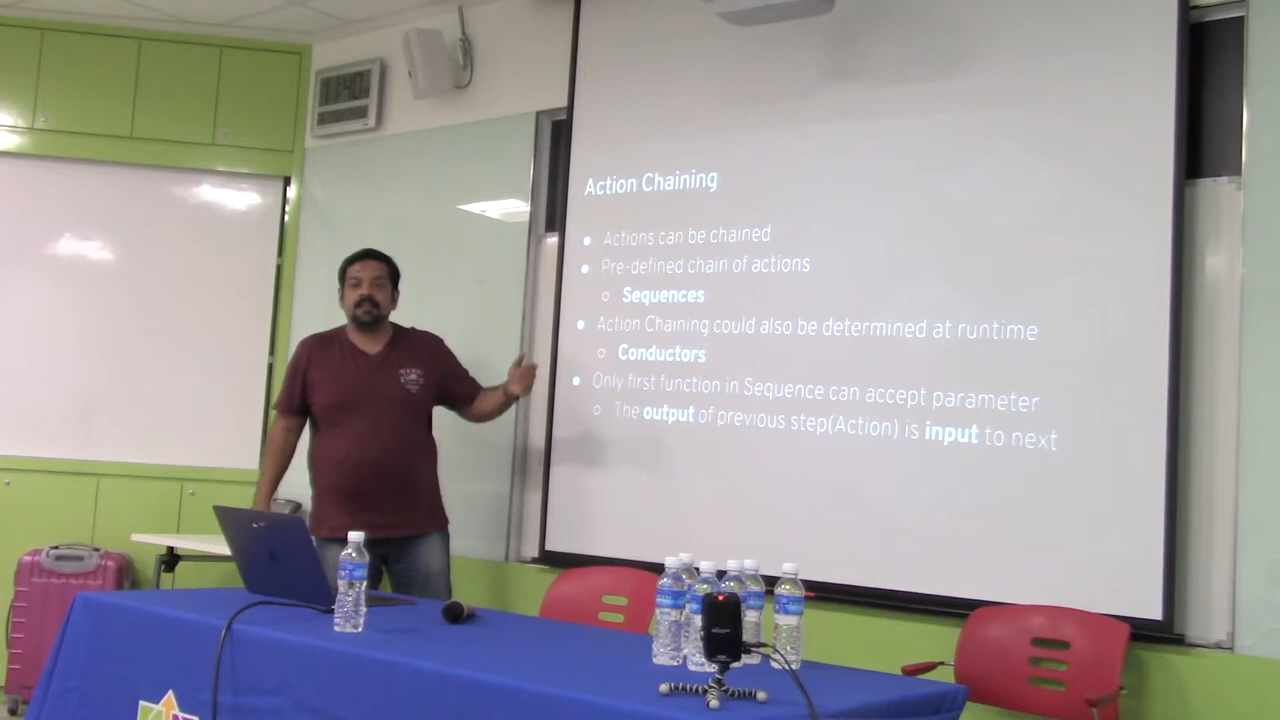 11:40
Action Chaining
● Actions can be chained
● Pre-defined chain of actions
○ Sequences
● Action Chaining could also be determined at runtime
○ Conductors
● Only first function in Sequence can accept parameter
○ The output of previous step(Action) is input to next